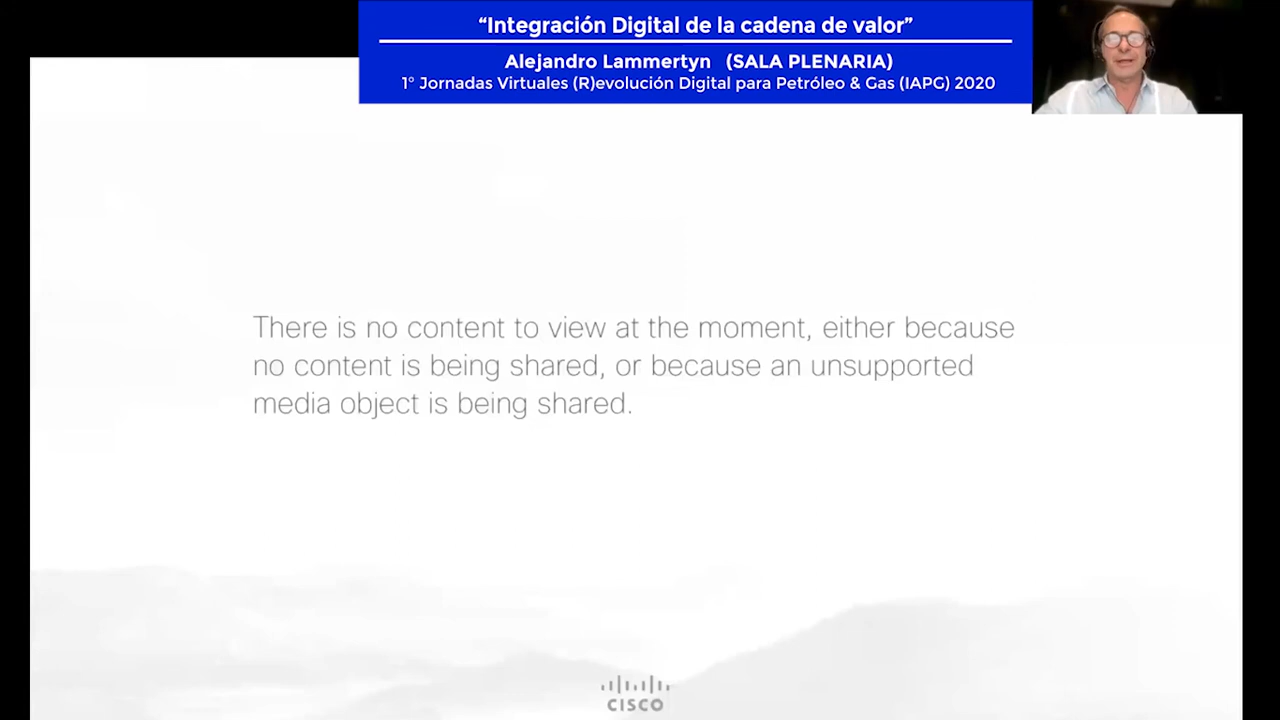 “Integración Digital de la cadena de valor”
Alejandro Lammertyn (SALA PLENARIA)
1° Jornadas Virtuales (R)evolución Digital para Petróleo & Gas (IAPG) 2020
There is no content to view at the moment, either because
no content is being shared, or because an unsupported
media object is being shared.
CISCO